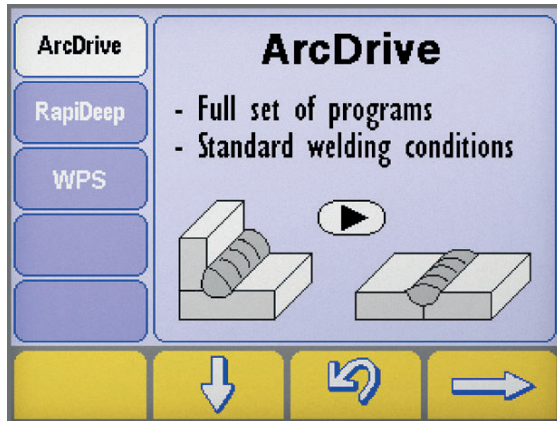 ArcDrive
RapiDeep
WPS
ArcDrive
- Full set of programs
- Standard welding conditions